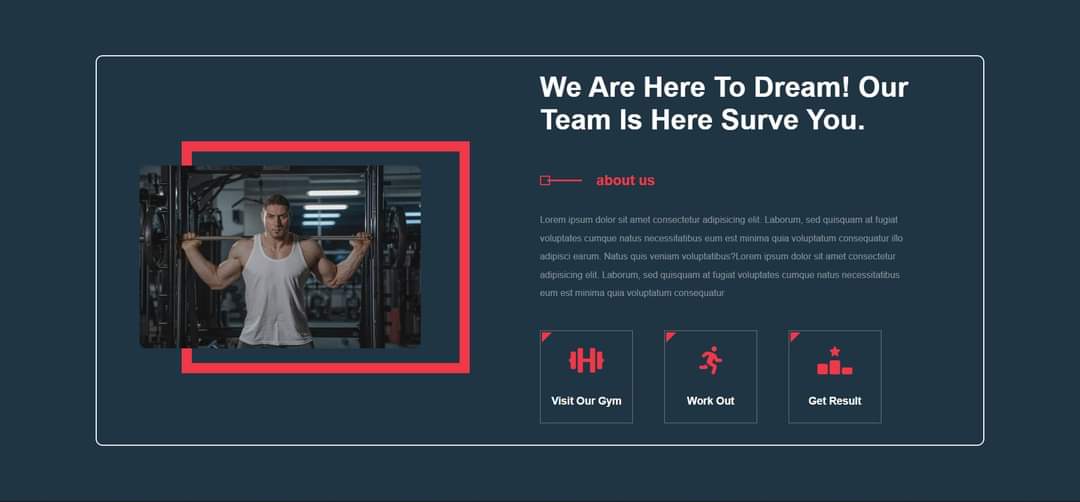 We Are Here To Dream! Our
Team Is Here Surve You.
about us
Lorem ipsum dolor sit amet consectetur adipisicing elit. Laborum, sed quisquam at fugiat
voluptates cumque natus necessitatibus eum est minima quia voluptatum consequatur illo
adipisci earum. Natus quis veniam voluptatibus?Lorem ipsum dolor sit amet consectetur
adipisicing elit. Laborum, sed quisquam at fugiat voluptates cumque natus necessitatibus
eum est minima quia voluptatum consequatur
Visit Our Gym
Work Out
Get Result